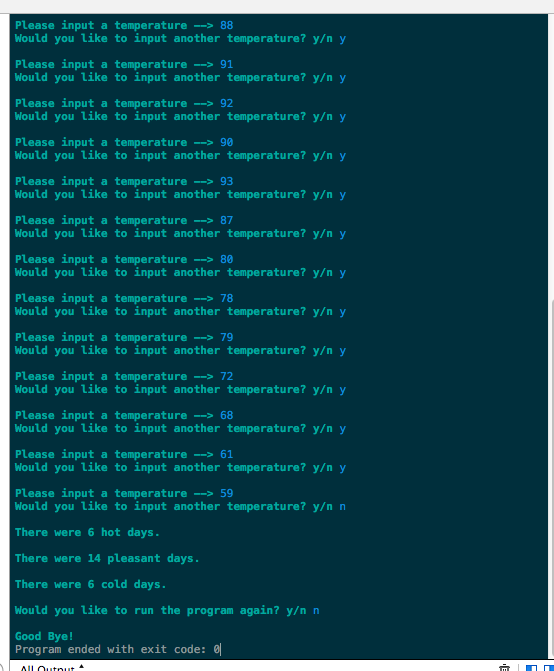 Please input a temperature ——> 88
Would you like to input another temperature? y/n y
Please input a temperature ——> 91
Would you like to input another temperature? y/n y
Please input a temperature ——> 92
Would you like to input another temperature? y/n y
Please input a temperature ——> 90
Would you like to input another temperature? y/n y
Please input a temperature ——> 93
Would you like to input another temperature? y/n y
Please input a temperature ——> 87
Would you like to input another temperature? y/n y
Please input a temperature ——> 80
Would you like to input another temperature? y/n y
Please input a temperature ——> 78
Would you like to input another temperature? y/n y
Please input a temperature ——> 79
Would you like to input another temperature? y/n y
Please input a temperature ——> 72
Would you like to input another temperature? y/n y
Please input a temperature ——> 68
Would you like to input another temperature? y/n y
Please input a temperature ——> 61
Would you like to input another temperature? y/n y
Please input a temperature ——> 59
Would you like to input another temperature? y/n n
There were 6 hot days.
There were 14 pleasant days.
There were 6 cold days.
Would you like to run the program again? y/n n
Good Bye!
Program ended with exit code: 0
All Output